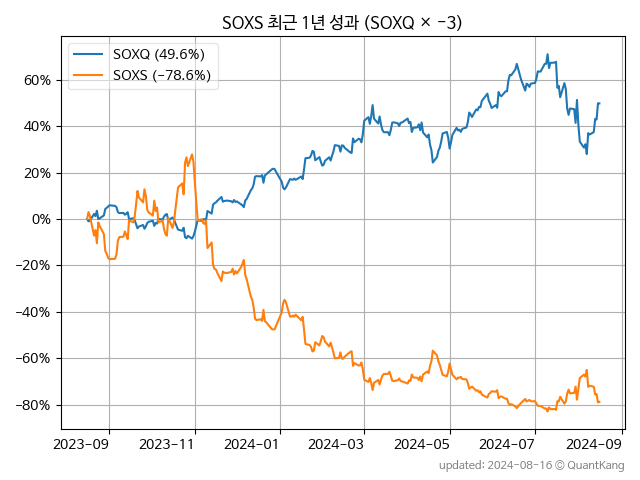 SOXS 최근 1년 성과 (SOXQ × −3)
SOXQ (49.6%)
SOXS (−78.6%)
60%
40%
20%
0%
−20%
−40%
−60%
−80%
2023-09 2023-11 2024-01 2024-03 2024-05 2024-07 2024-09
updated: 2024-08-16 © QuantKang